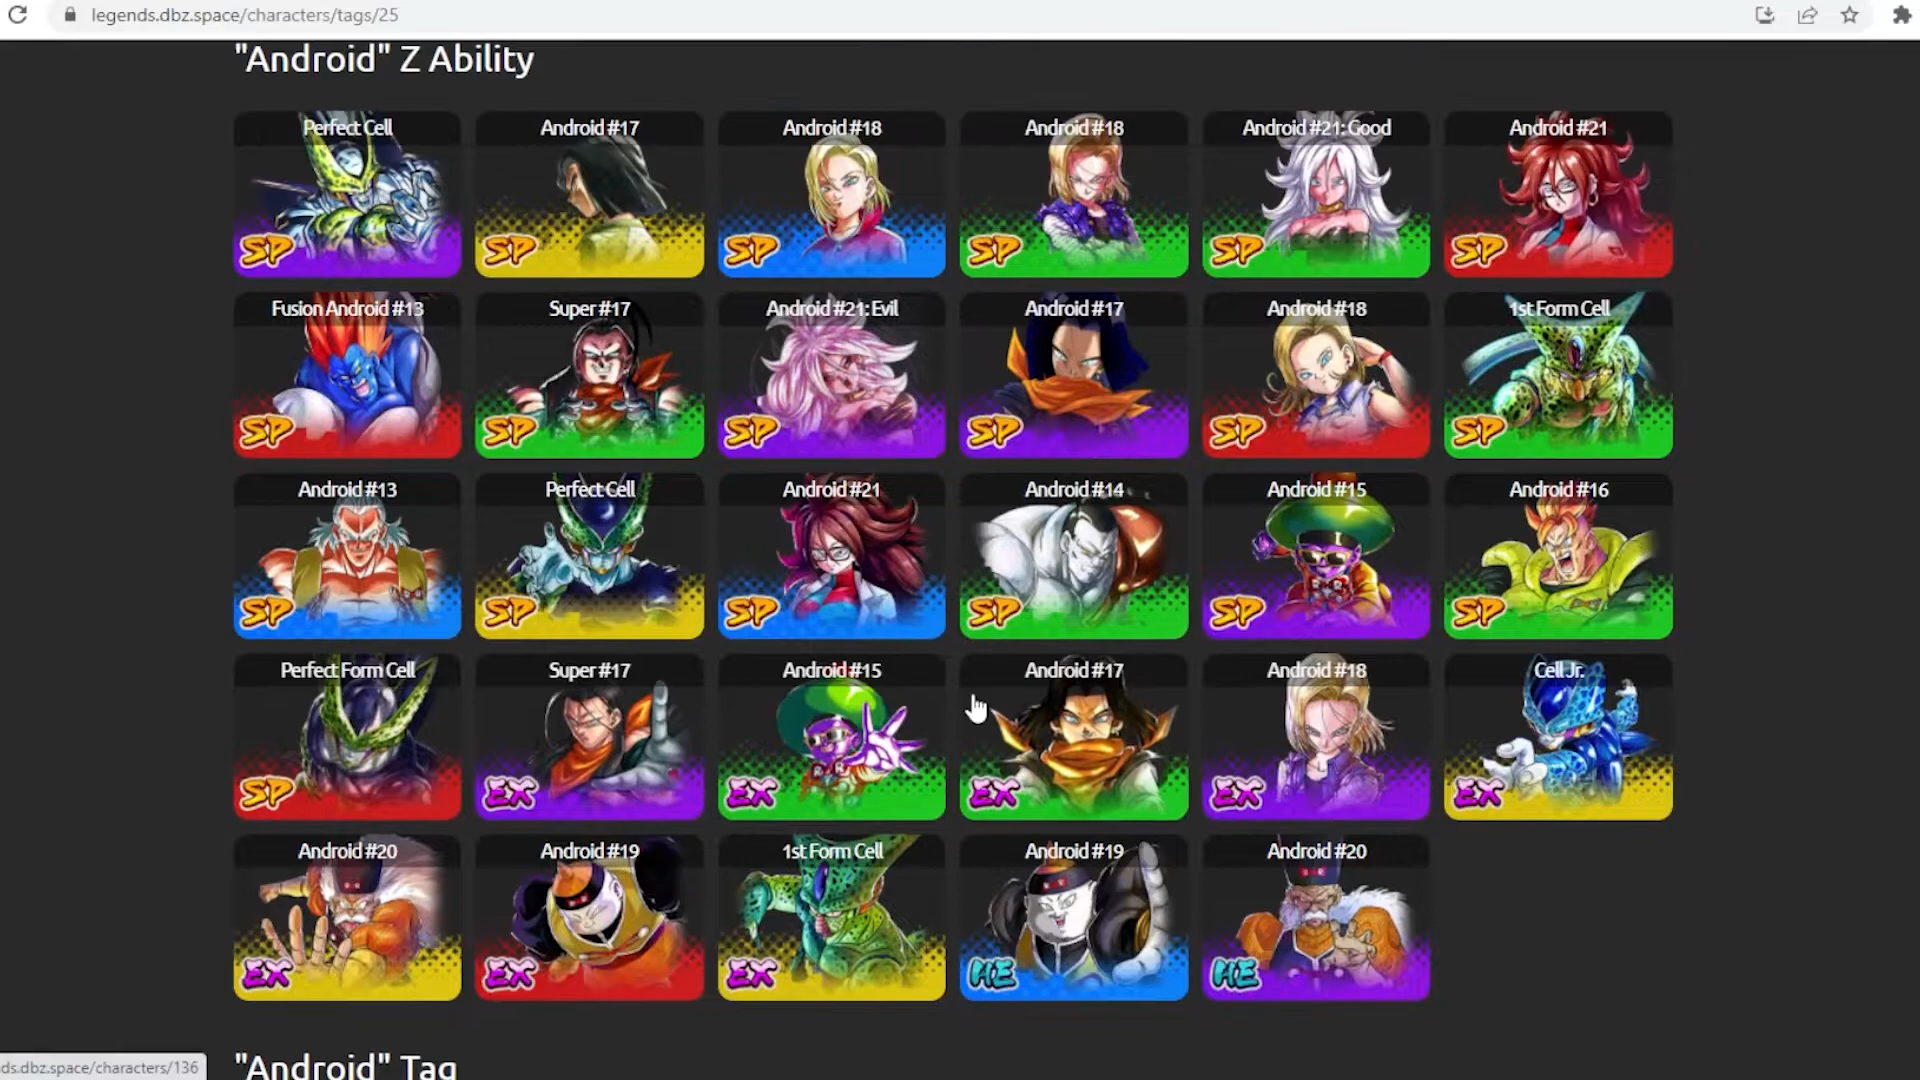 legends.dbz.space/characters/tags/25
"Android" Z Ability
Perfect Cell
Android #17
Android #18
Android #18
Android #21: Good
Android #21
SP
SP
SP
SP
SP
SP
Fusion Android #13
Super #17
Android #21: Evil
Android #17
Android #18
1st Form Cell
SP
SP
SP
SP
SP
SP
Android #13
Perfect Cell
Android #21
Android #14
Android #15
Android #16
SP
SP
SP
SP
SP
SP
Perfect Form Cell
Super #17
Android #15
Android #17
Android #18
Cell Jr.
SP
EX
EX
EX
EX
EX
Android #20
Android #19
1st Form Cell
Android #19
Android #20
EX
EX
EX
HE
HE
"Android" Tag
ds.dbz.space/characters/136